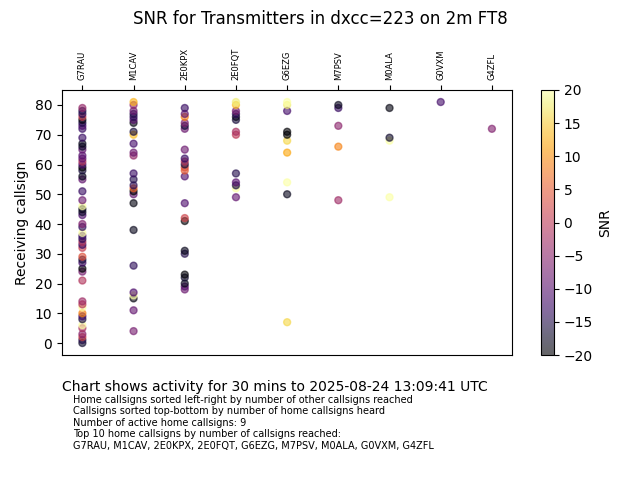 SNR for Transmitters in dxcc=223 on 2m FT8
G7RAU M1CAV 2E0KPX 2E0FQT G6EZG M7PSV M0ALA G0VXM G4ZFL
80
70
60
50
40
30
20
10
0
Receiving callsign
20
15
10
5
0
−5
−10
−15
−20
SNR
Chart shows activity for 30 mins to 2025-08-24 13:09:41 UTC
Home callsigns sorted left-right by number of other callsigns reached
Callsigns sorted top-bottom by number of home callsigns heard
Number of active home callsigns: 9
Top 10 home callsigns by number of callsigns reached:
G7RAU, M1CAV, 2E0KPX, 2E0FQT, G6EZG, M7PSV, M0ALA, G0VXM, G4ZFL